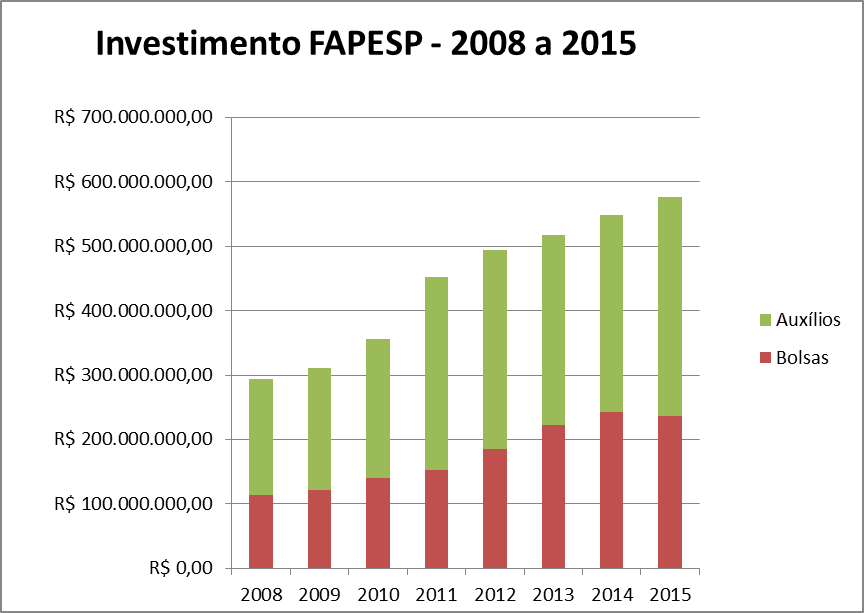 Investimento FAPESP - 2008 a 2015
R$ 700.000.000,00
R$ 600.000.000,00
R$ 500.000.000,00
R$ 400.000.000,00
R$ 300.000.000,00
R$ 200.000.000,00
R$ 100.000.000,00
R$ 0,00
2008 2009 2010 2011 2012 2013 2014 2015
Auxílios
Bolsas